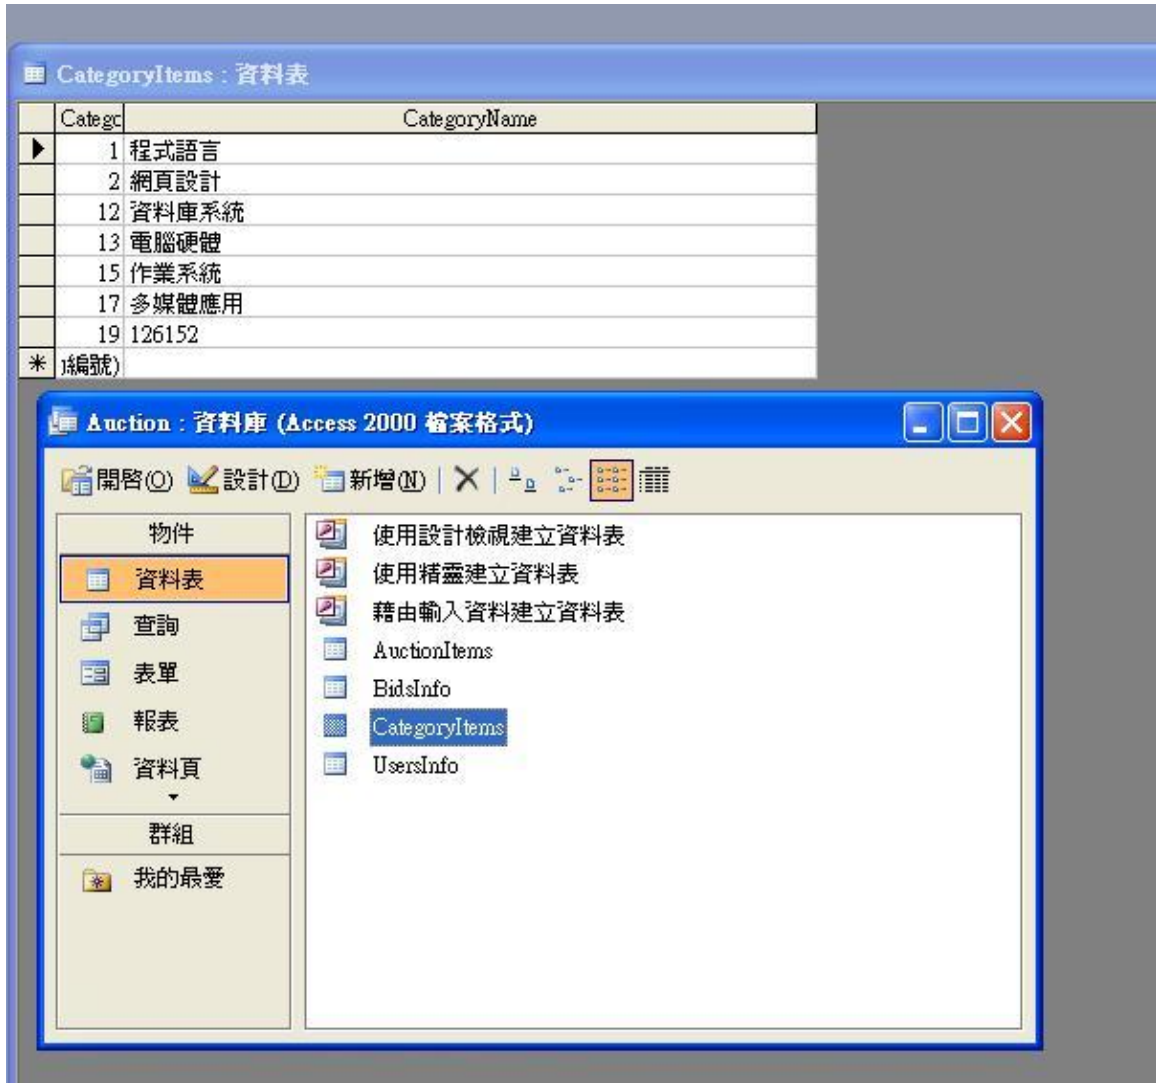 CategoryItems : 資料表
Categc CategoryName
1 程式語言
2 網頁設計
12 資料庫系統
13 電腦硬體
15 作業系統
17 多媒體應用
19 126152
編號)
Auction : 資料庫 (Access 2000 檔案格式)
開啓(O) 設計(D) 新增(N)
物件
資料表
查詢
表單
報表
資料頁
群組
我的最愛
使用設計檢視建立資料表
使用精靈建立資料表
藉由輸入資料建立資料表
AuctionItems
BidsInfo
CategoryItems
UsersInfo